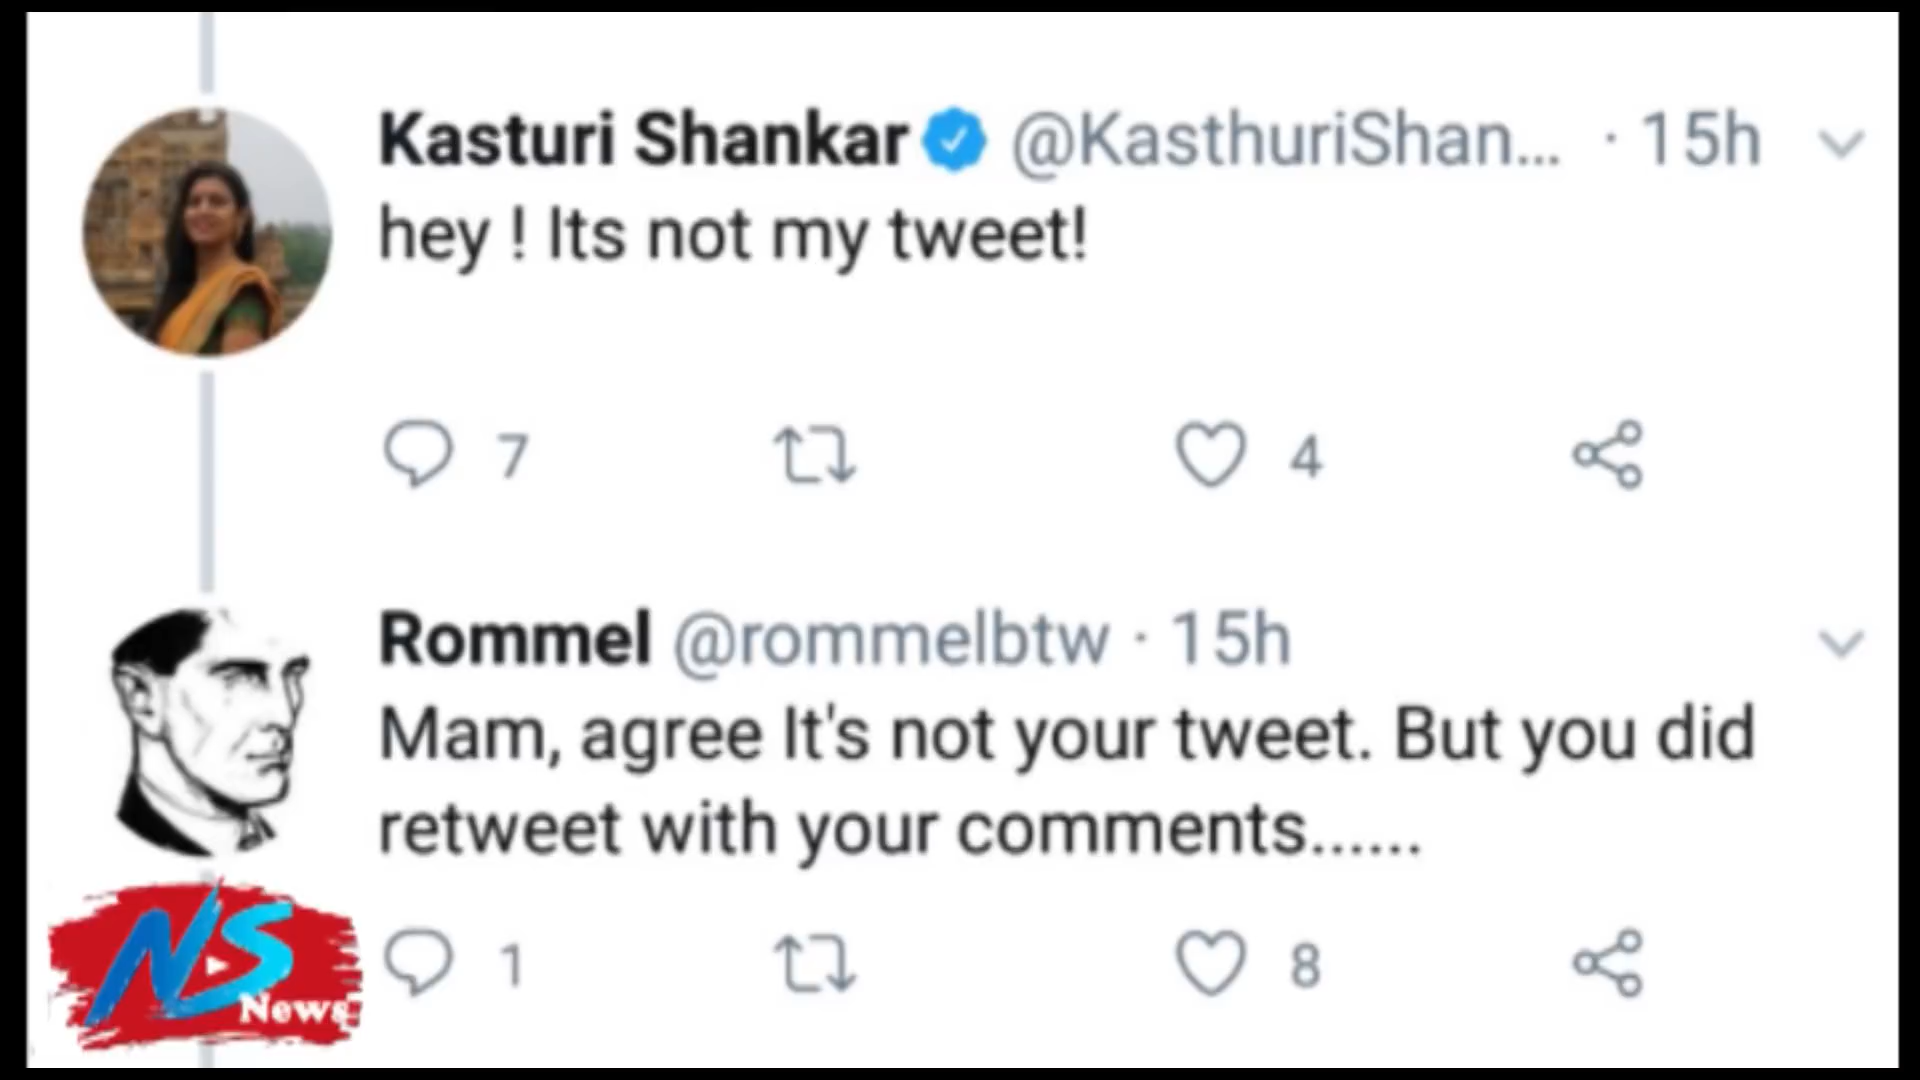 Kasturi Shankar @KasthuriShan... · 15h
hey ! Its not my tweet!
7 4
Rommel @rommelbtw · 15h
Mam, agree It's not your tweet. But you did
retweet with your comments......
1 8
NS
News